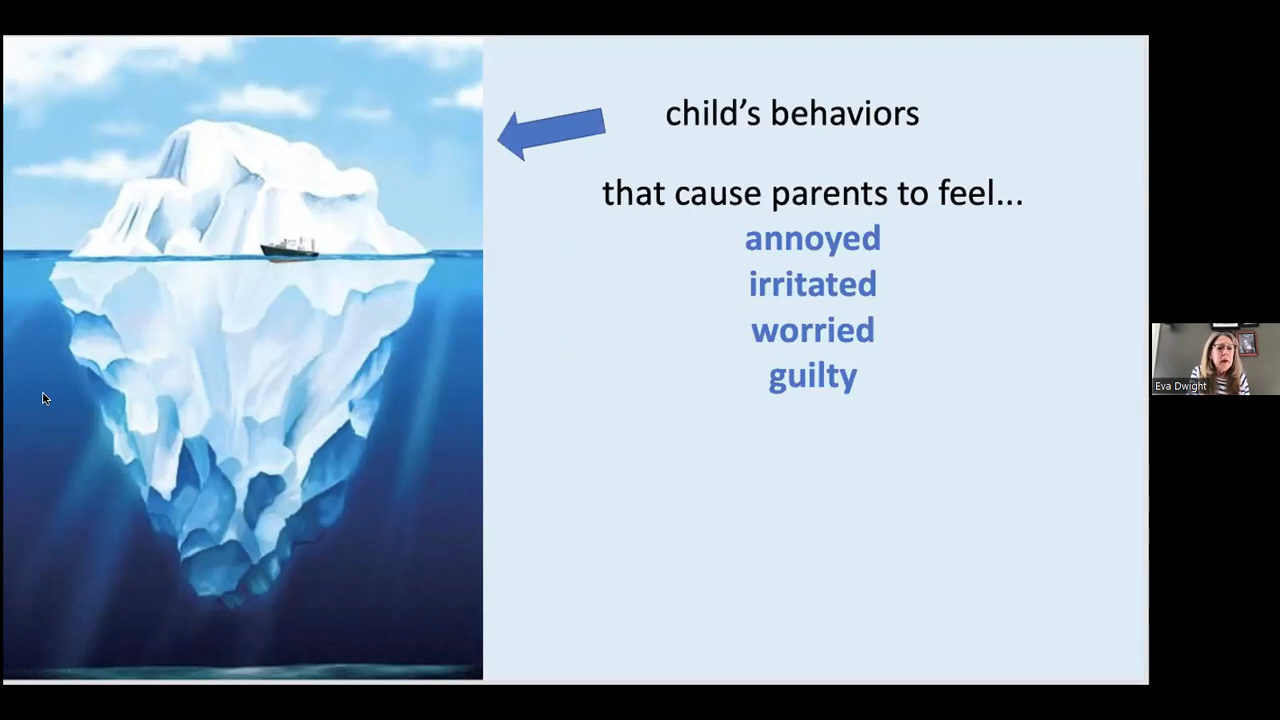 child’s behaviors
that cause parents to feel...
annoyed
irritated
worried
guilty
Eva Dwight